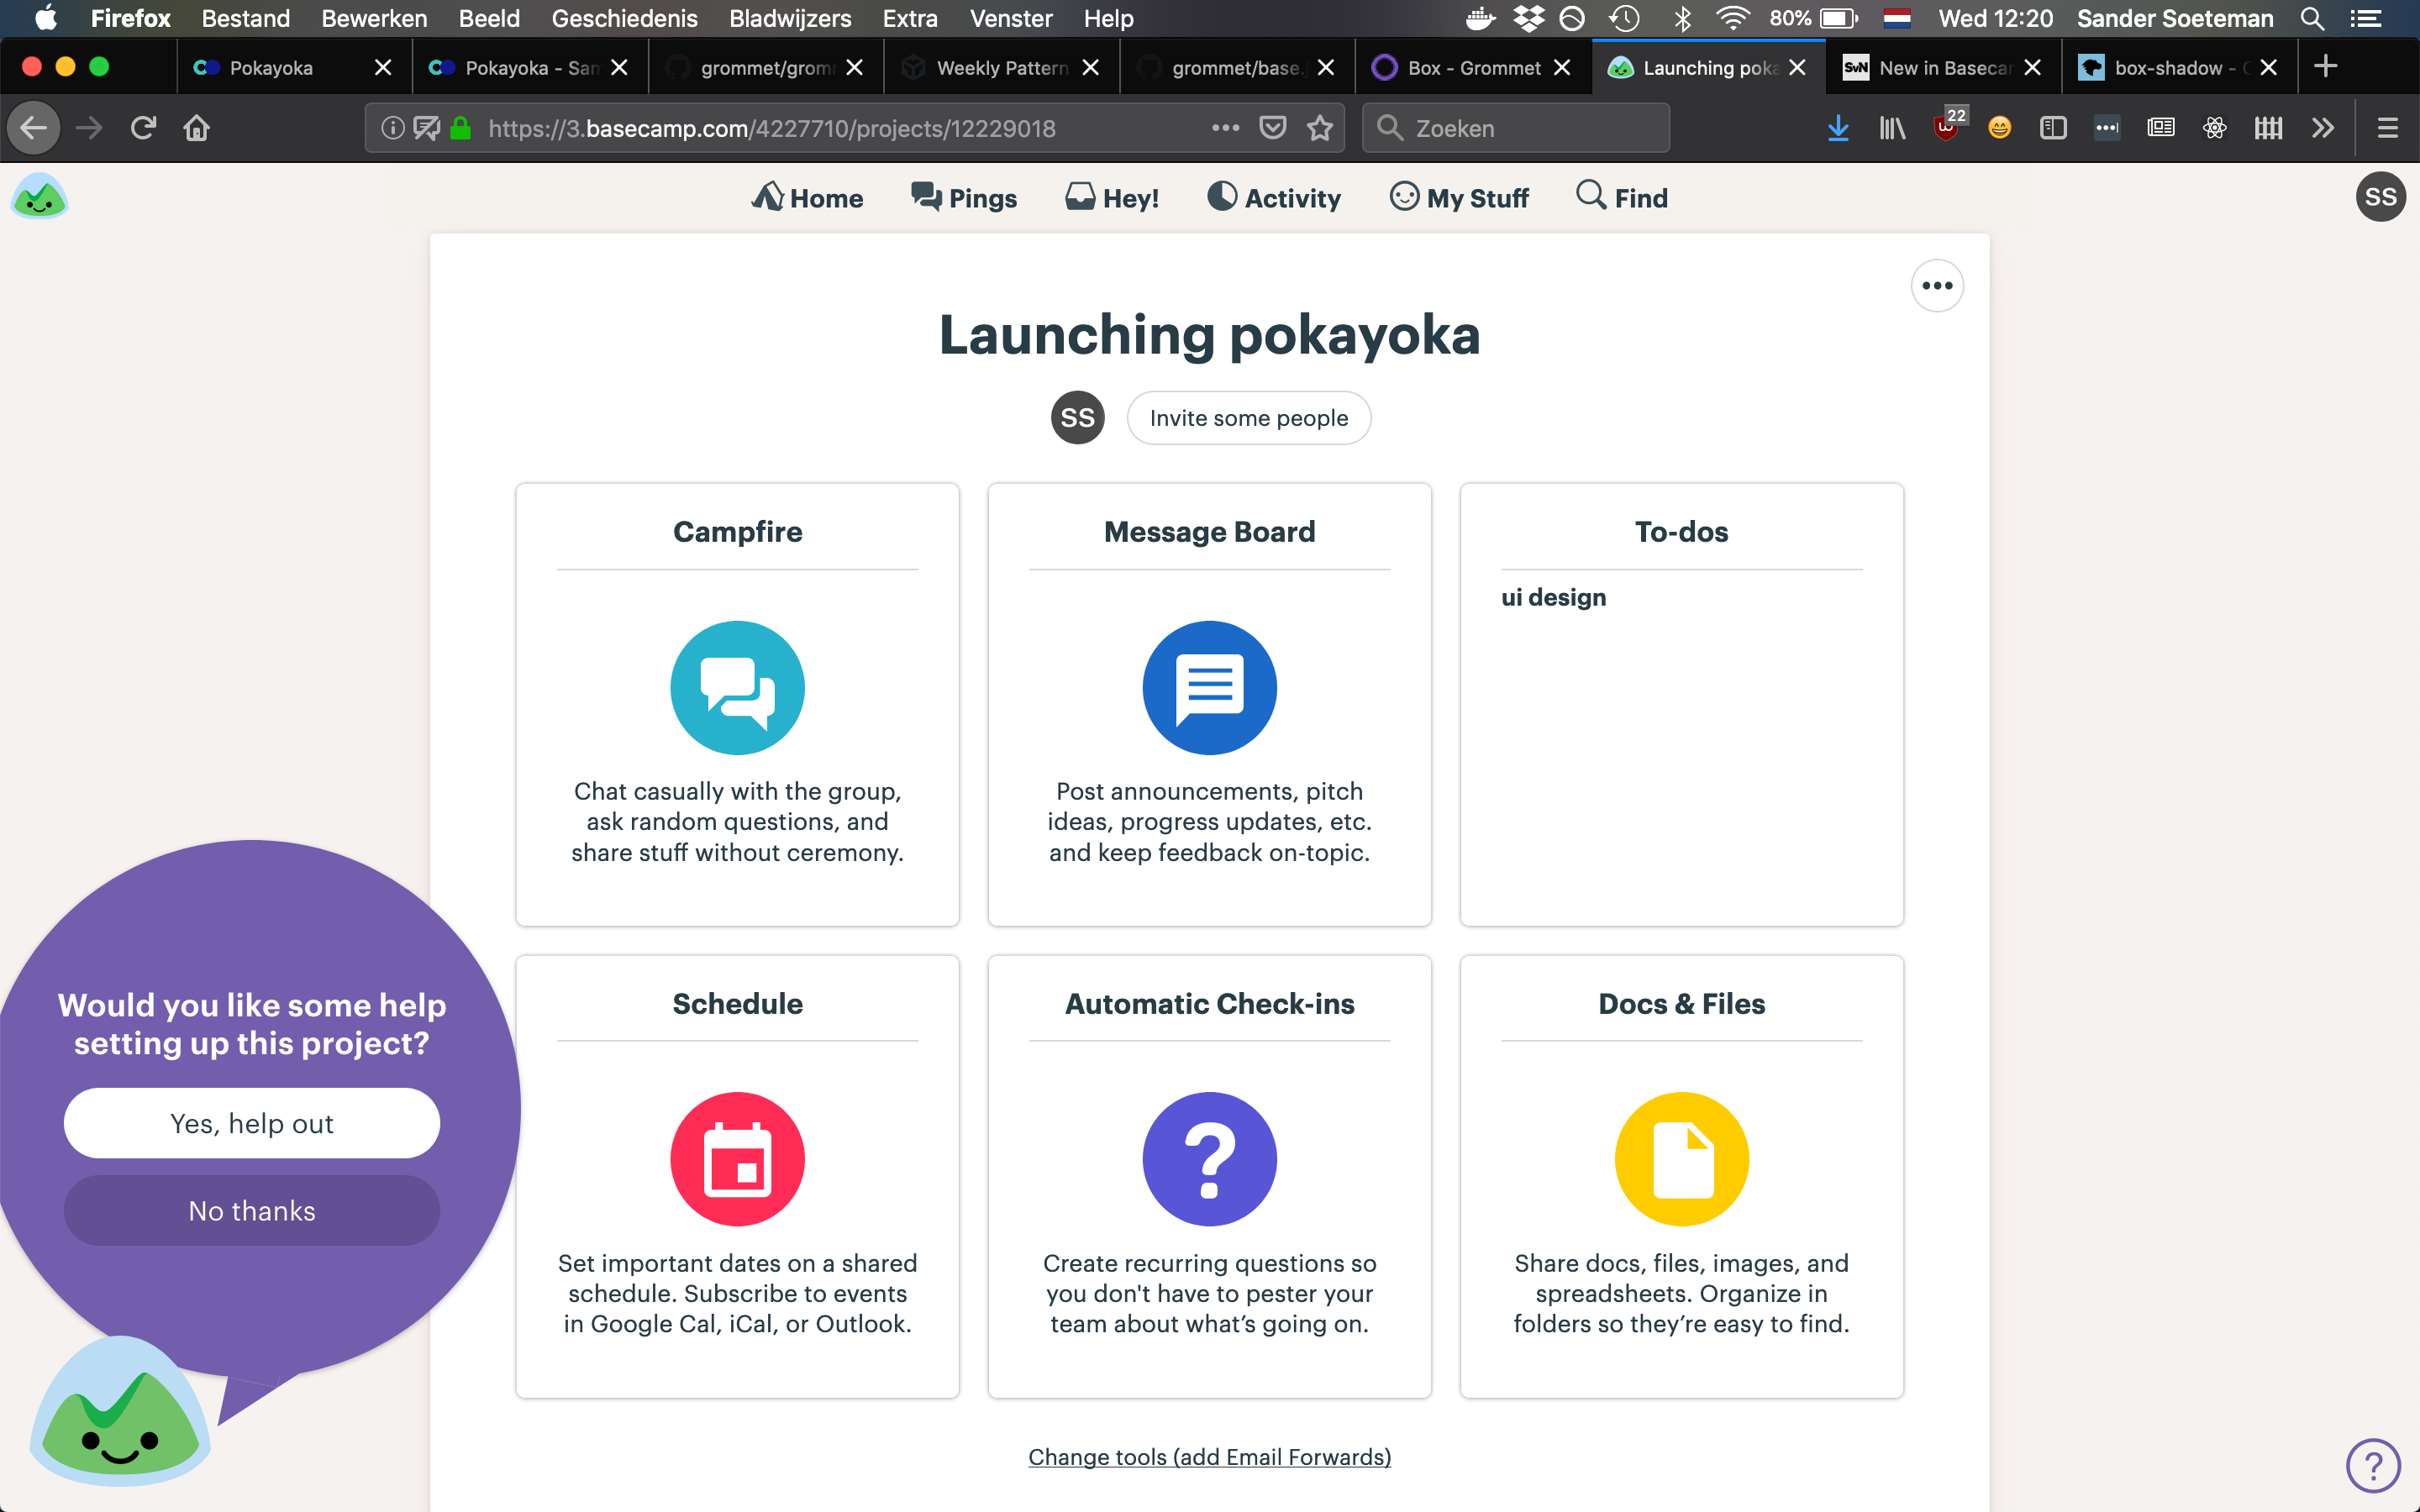 Firefox Bestand Bewerken Beeld Geschiedenis Bladwijzers Extra Venster Help 80% Wed 12:20 Sander Soeteman
Pokayoka Pokayoka - San grommet/grom Weekly Pattern grommet/base. Box - Grommet Launching poka SvN New in Baseca box-shadow -
https://3.basecamp.com/4227710/projects/12229018 Zoeken 22
Home Pings Hey! Activity My Stuff Find SS
Launching pokayoka
SS Invite some people
Campfire
Chat casually with the group,
ask random questions, and
share stuff without ceremony.
Message Board
Post announcements, pitch
ideas, progress updates, etc.
and keep feedback on-topic.
To-dos
ui design
Schedule
Set important dates on a shared
schedule. Subscribe to events
in Google Cal, iCal, or Outlook.
Automatic Check-ins
?
Create recurring questions so
you don't have to pester your
team about what’s going on.
Docs & Files
Share docs, files, images, and
spreadsheets. Organize in
folders so they’re easy to find.
Would you like some help
setting up this project?
Yes, help out
No thanks
Change tools (add Email Forwards)
?